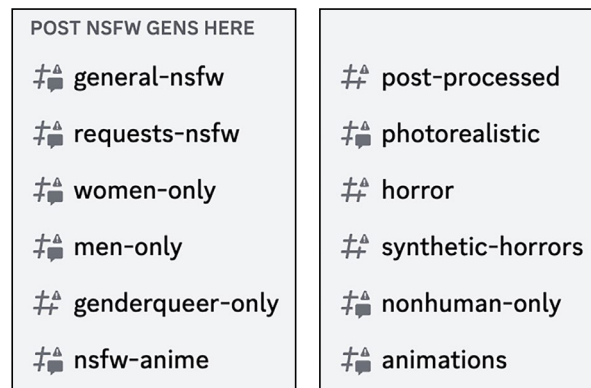 POST NSFW GENS HERE
general-nsfw
requests-nsfw
women-only
men-only
genderqueer-only
nsfw-anime
post-processed
photorealistic
horror
synthetic-horrors
nonhuman-only
animations